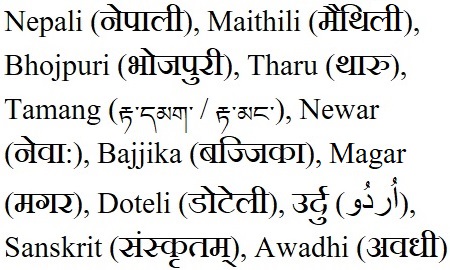 Nepali (नेपाली), Maithili (मैथिली),
Bhojpuri (भोजपुरी), Tharu (थारु),
Tamang (རྟ་དམག་ / རྟ་མང་), Newar
(नेवा:), Bajjika (बज्जिका), Magar
(मगर), Doteli (डोटेली), उर्दु (اُردُو),
Sanskrit (संस्कृतम्), Awadhi (अवधी)